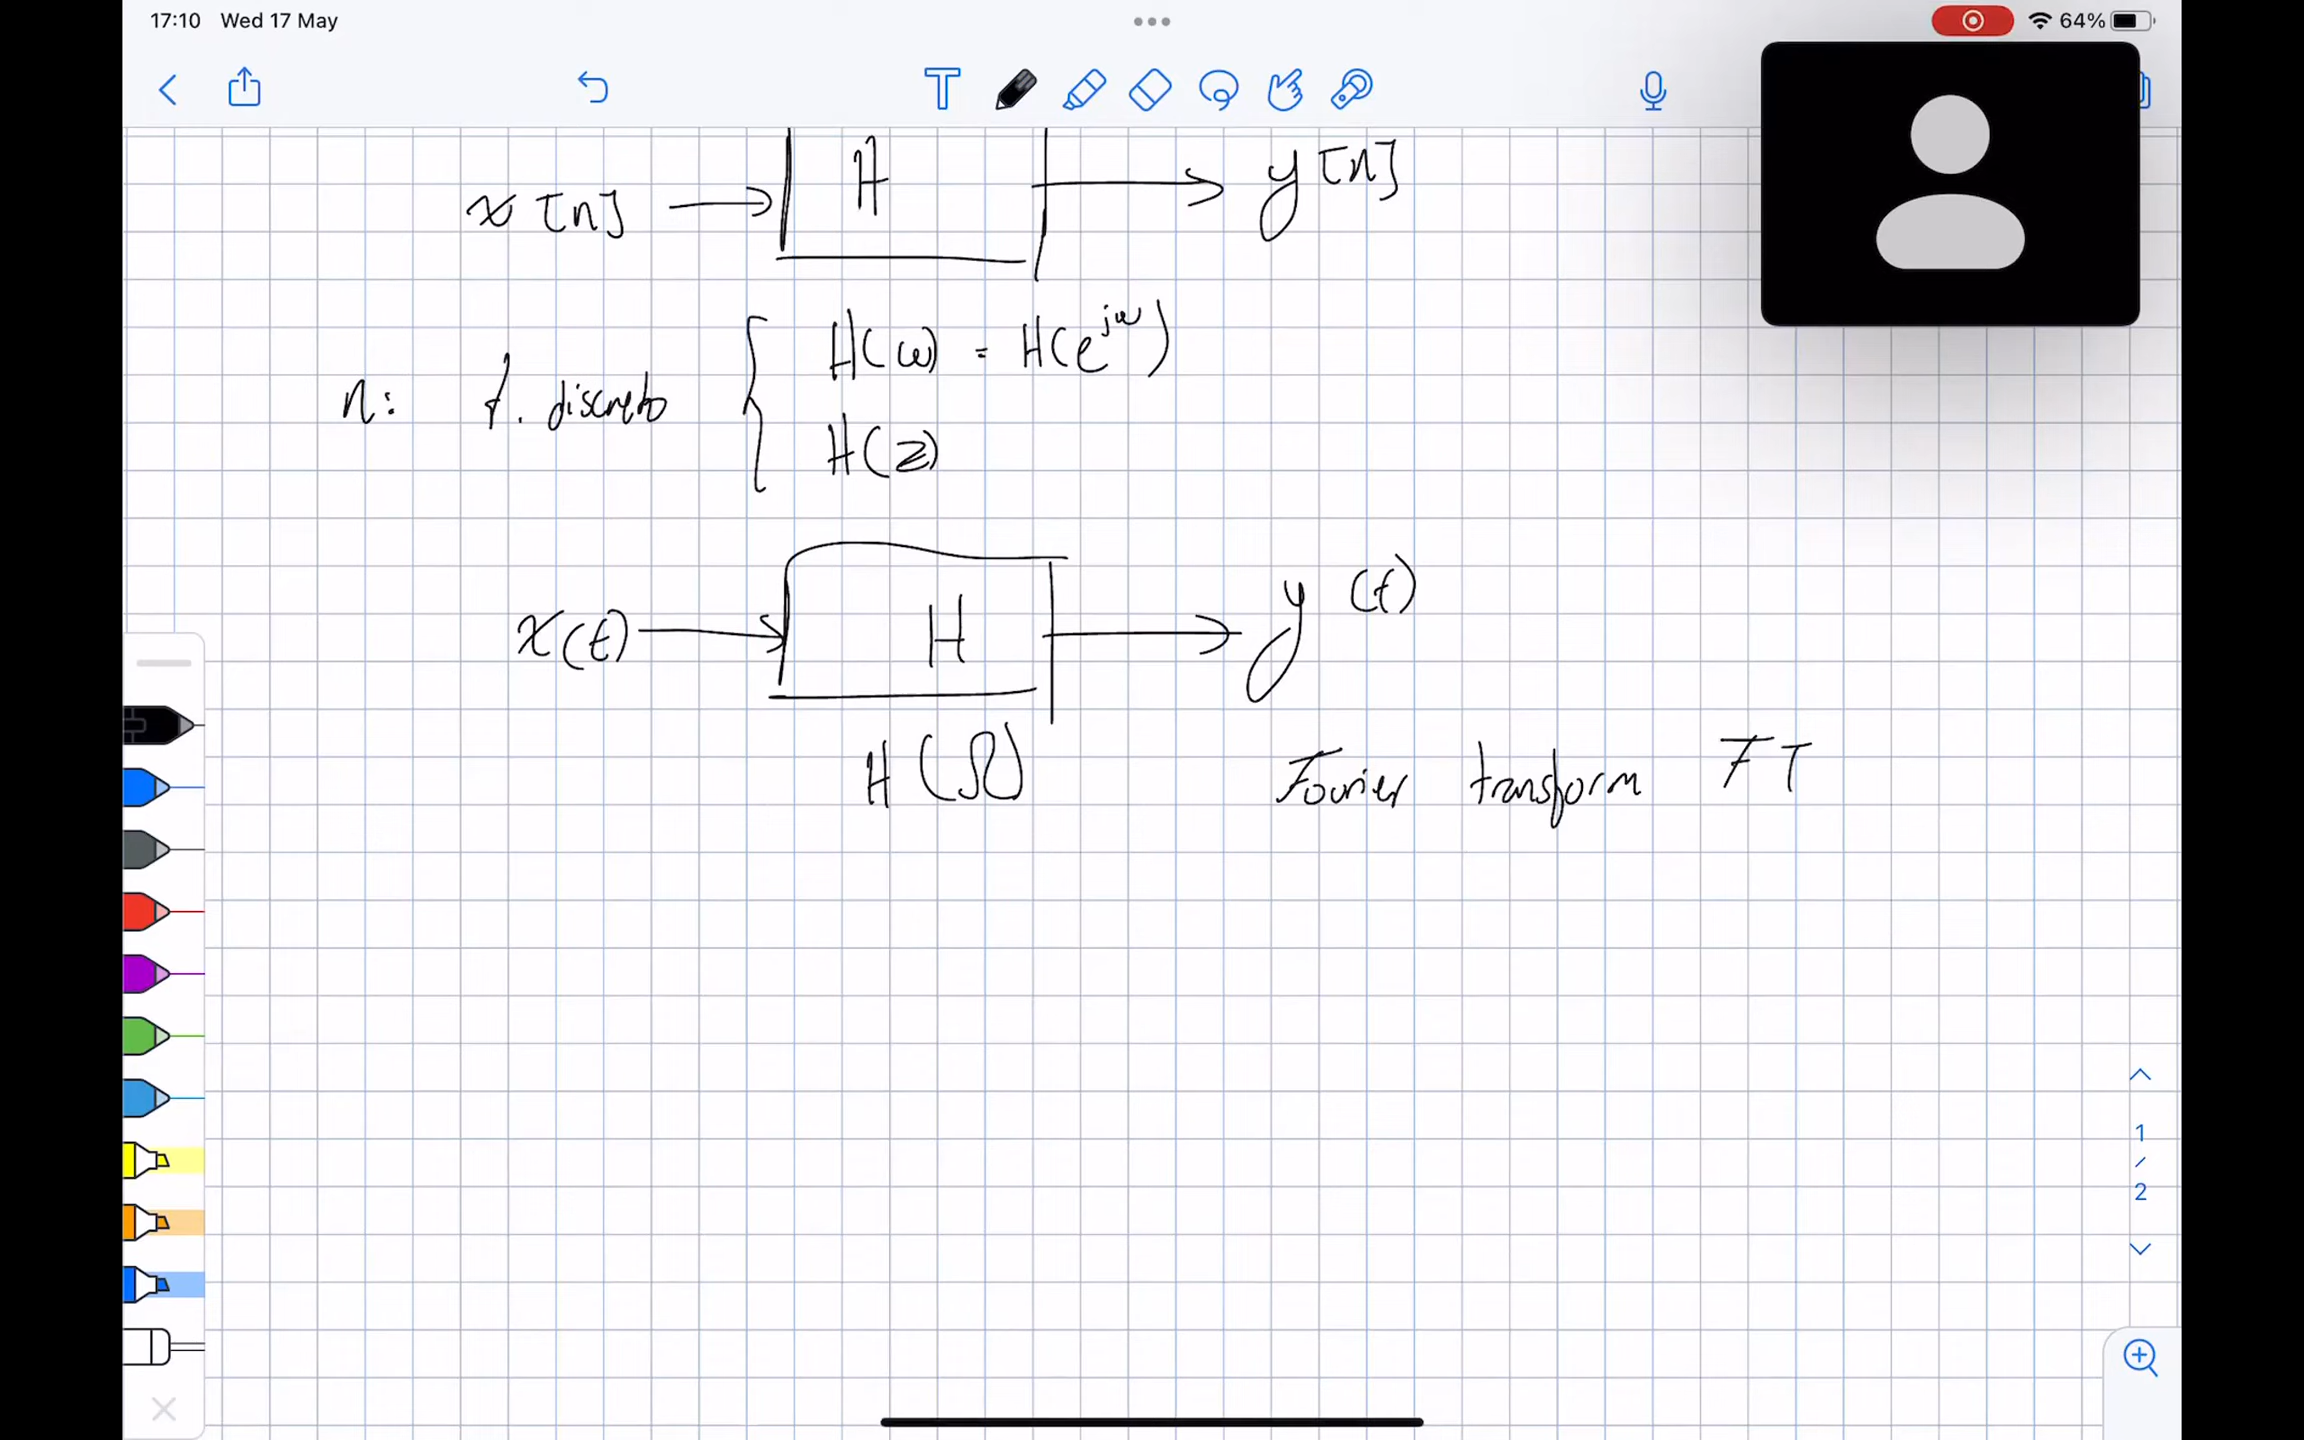 17:10 Wed 17 May
64%
x[n] → H → y[n]
n: t. discreto { H(ω) = H(e^{jω})
H(z)
x(t) → H → y(t)
H(Ω) Fourier transform FT
1
/
2